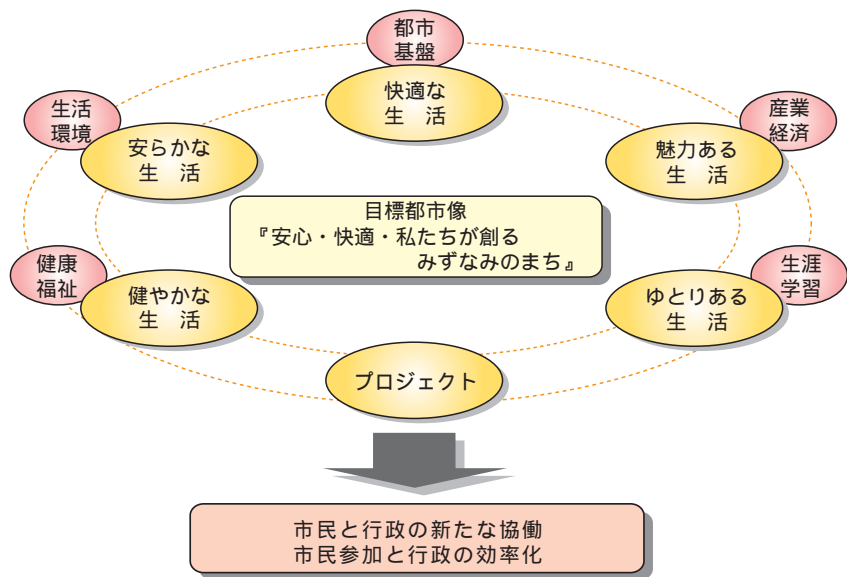 都市
基盤
快適な
生　活
生活
環境
安らかな
生　活
産業
経済
魅力ある
生　活
目標都市像
『安心・快適・私たちが創る
みずなみのまち』
健康
福祉
健やかな
生　活
生涯
学習
ゆとりある
生　活
プロジェクト
市民と行政の新たな協働
市民参加と行政の効率化